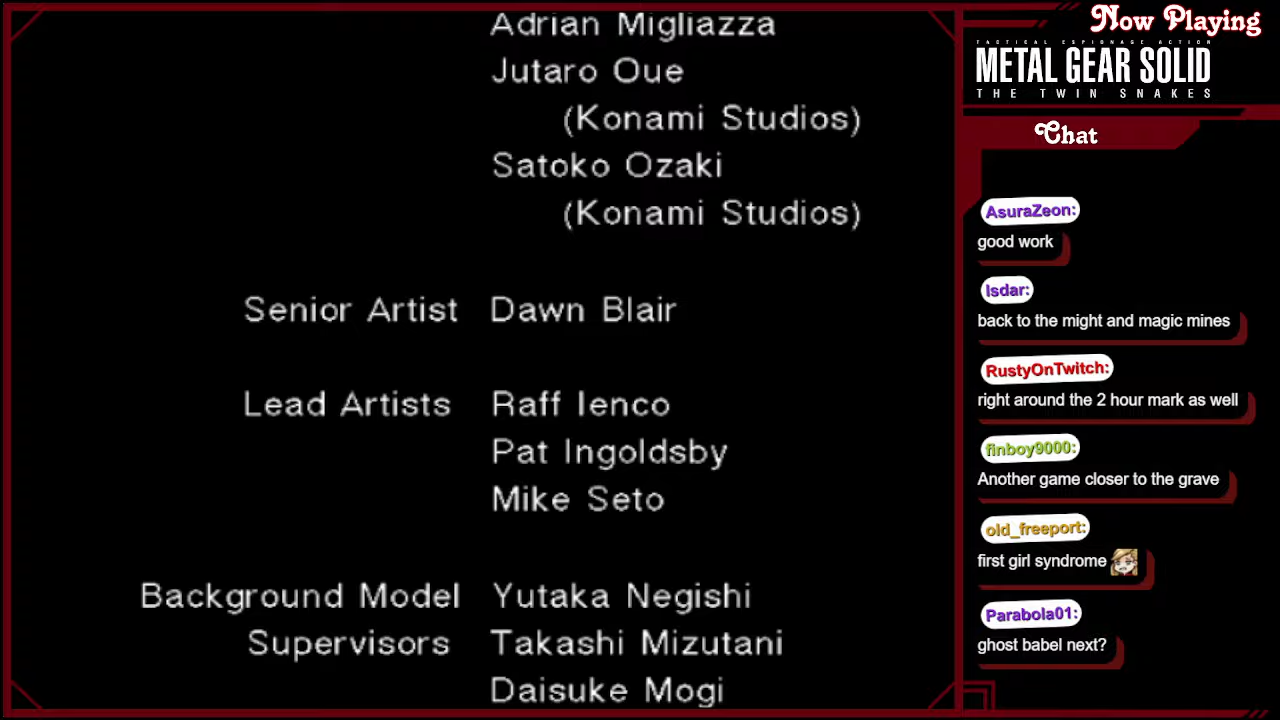 Adrian Migliazza
Jutaro Oue
(Konami Studios)
Satoko Ozaki
(Konami Studios)
Senior Artist Dawn Blair
Lead Artists Raff Ienco
Pat Ingoldsby
Mike Seto
Background Model Yutaka Negishi
Supervisors Takashi Mizutani
Daisuke Mogi
Now Playing
TACTICAL ESPIONAGE ACTION
METAL GEAR SOLID
THE TWIN SNAKES
Chat
AsuraZeon:
good work
Isdar:
back to the might and magic mines
RustyOnTwitch:
right around the 2 hour mark as well
finboy9000:
Another game closer to the grave
old_freeport:
first girl syndrome
Parabola01:
ghost babel next?